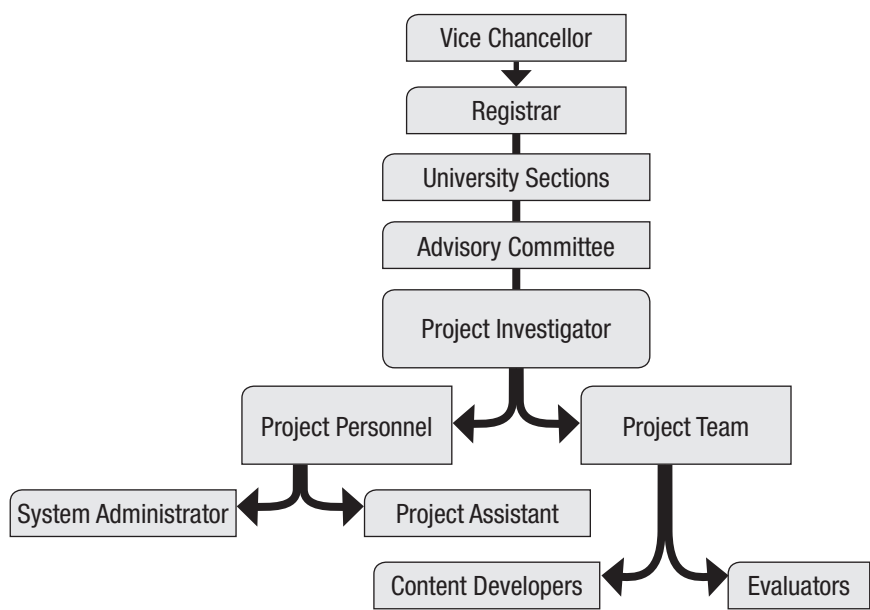 Vice Chancellor
Registrar
University Sections
Advisory Committee
Project Investigator
Project Personnel
Project Team
System Administrator
Project Assistant
Content Developers
Evaluators